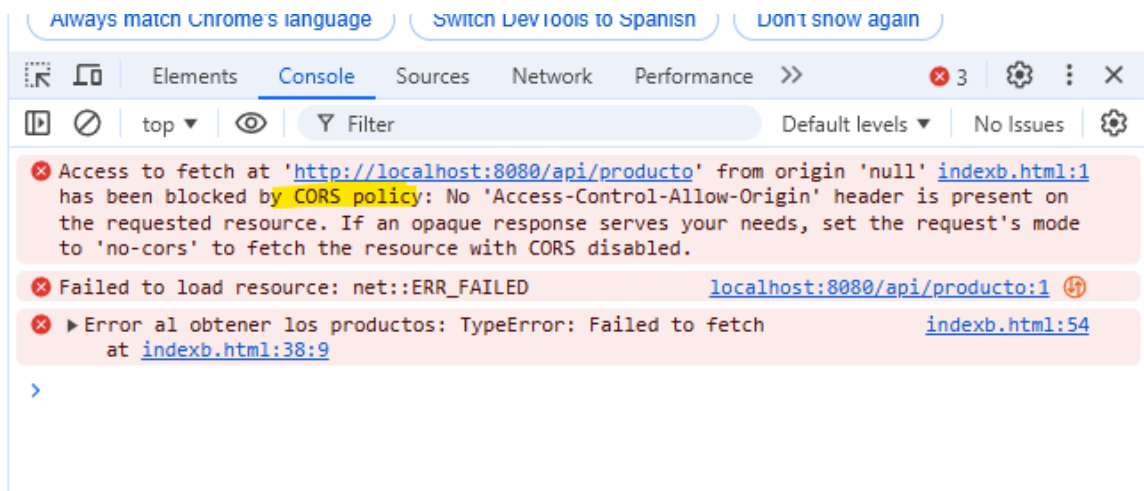 Always match Chrome's language Switch DevTools to Spanish Don't show again
Elements Console Sources Network Performance >> 3
top ▼ Filter Default levels ▼ No Issues
Access to fetch at 'http://localhost:8080/api/producto' from origin 'null' indexb.html:1
has been blocked by CORS policy: No 'Access-Control-Allow-Origin' header is present on
the requested resource. If an opaque response serves your needs, set the request's mode
to 'no-cors' to fetch the resource with CORS disabled.
Failed to load resource: net::ERR_FAILED localhost:8080/api/producto:1
▶Error al obtener los productos: TypeError: Failed to fetch indexb.html:54
at indexb.html:38:9
>